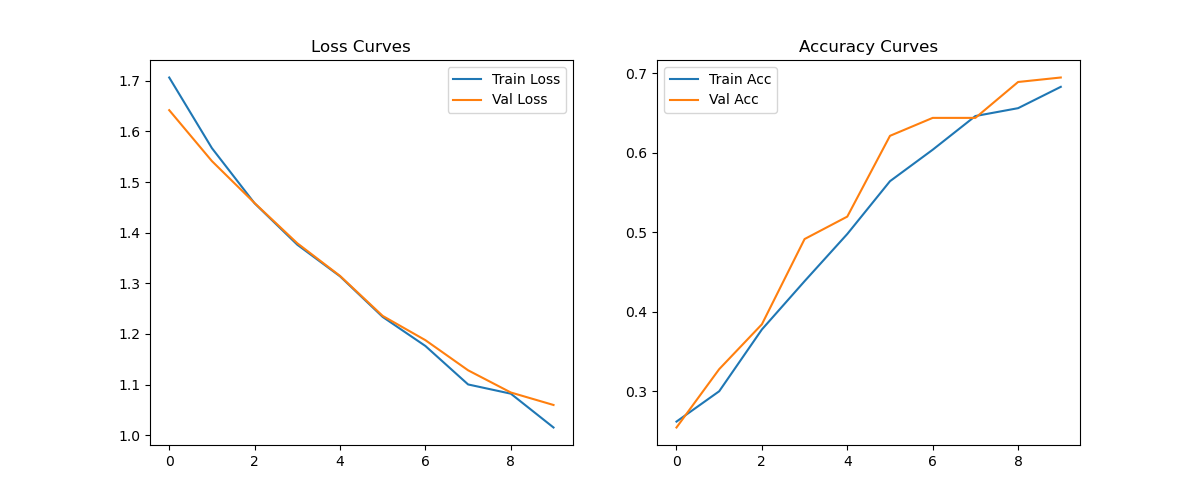 Loss Curves
1.7
1.6
1.5
1.4
1.3
1.2
1.1
1.0
0 2 4 6 8
Train Loss
Val Loss
Accuracy Curves
0.7
0.6
0.5
0.4
0.3
0 2 4 6 8
Train Acc
Val Acc